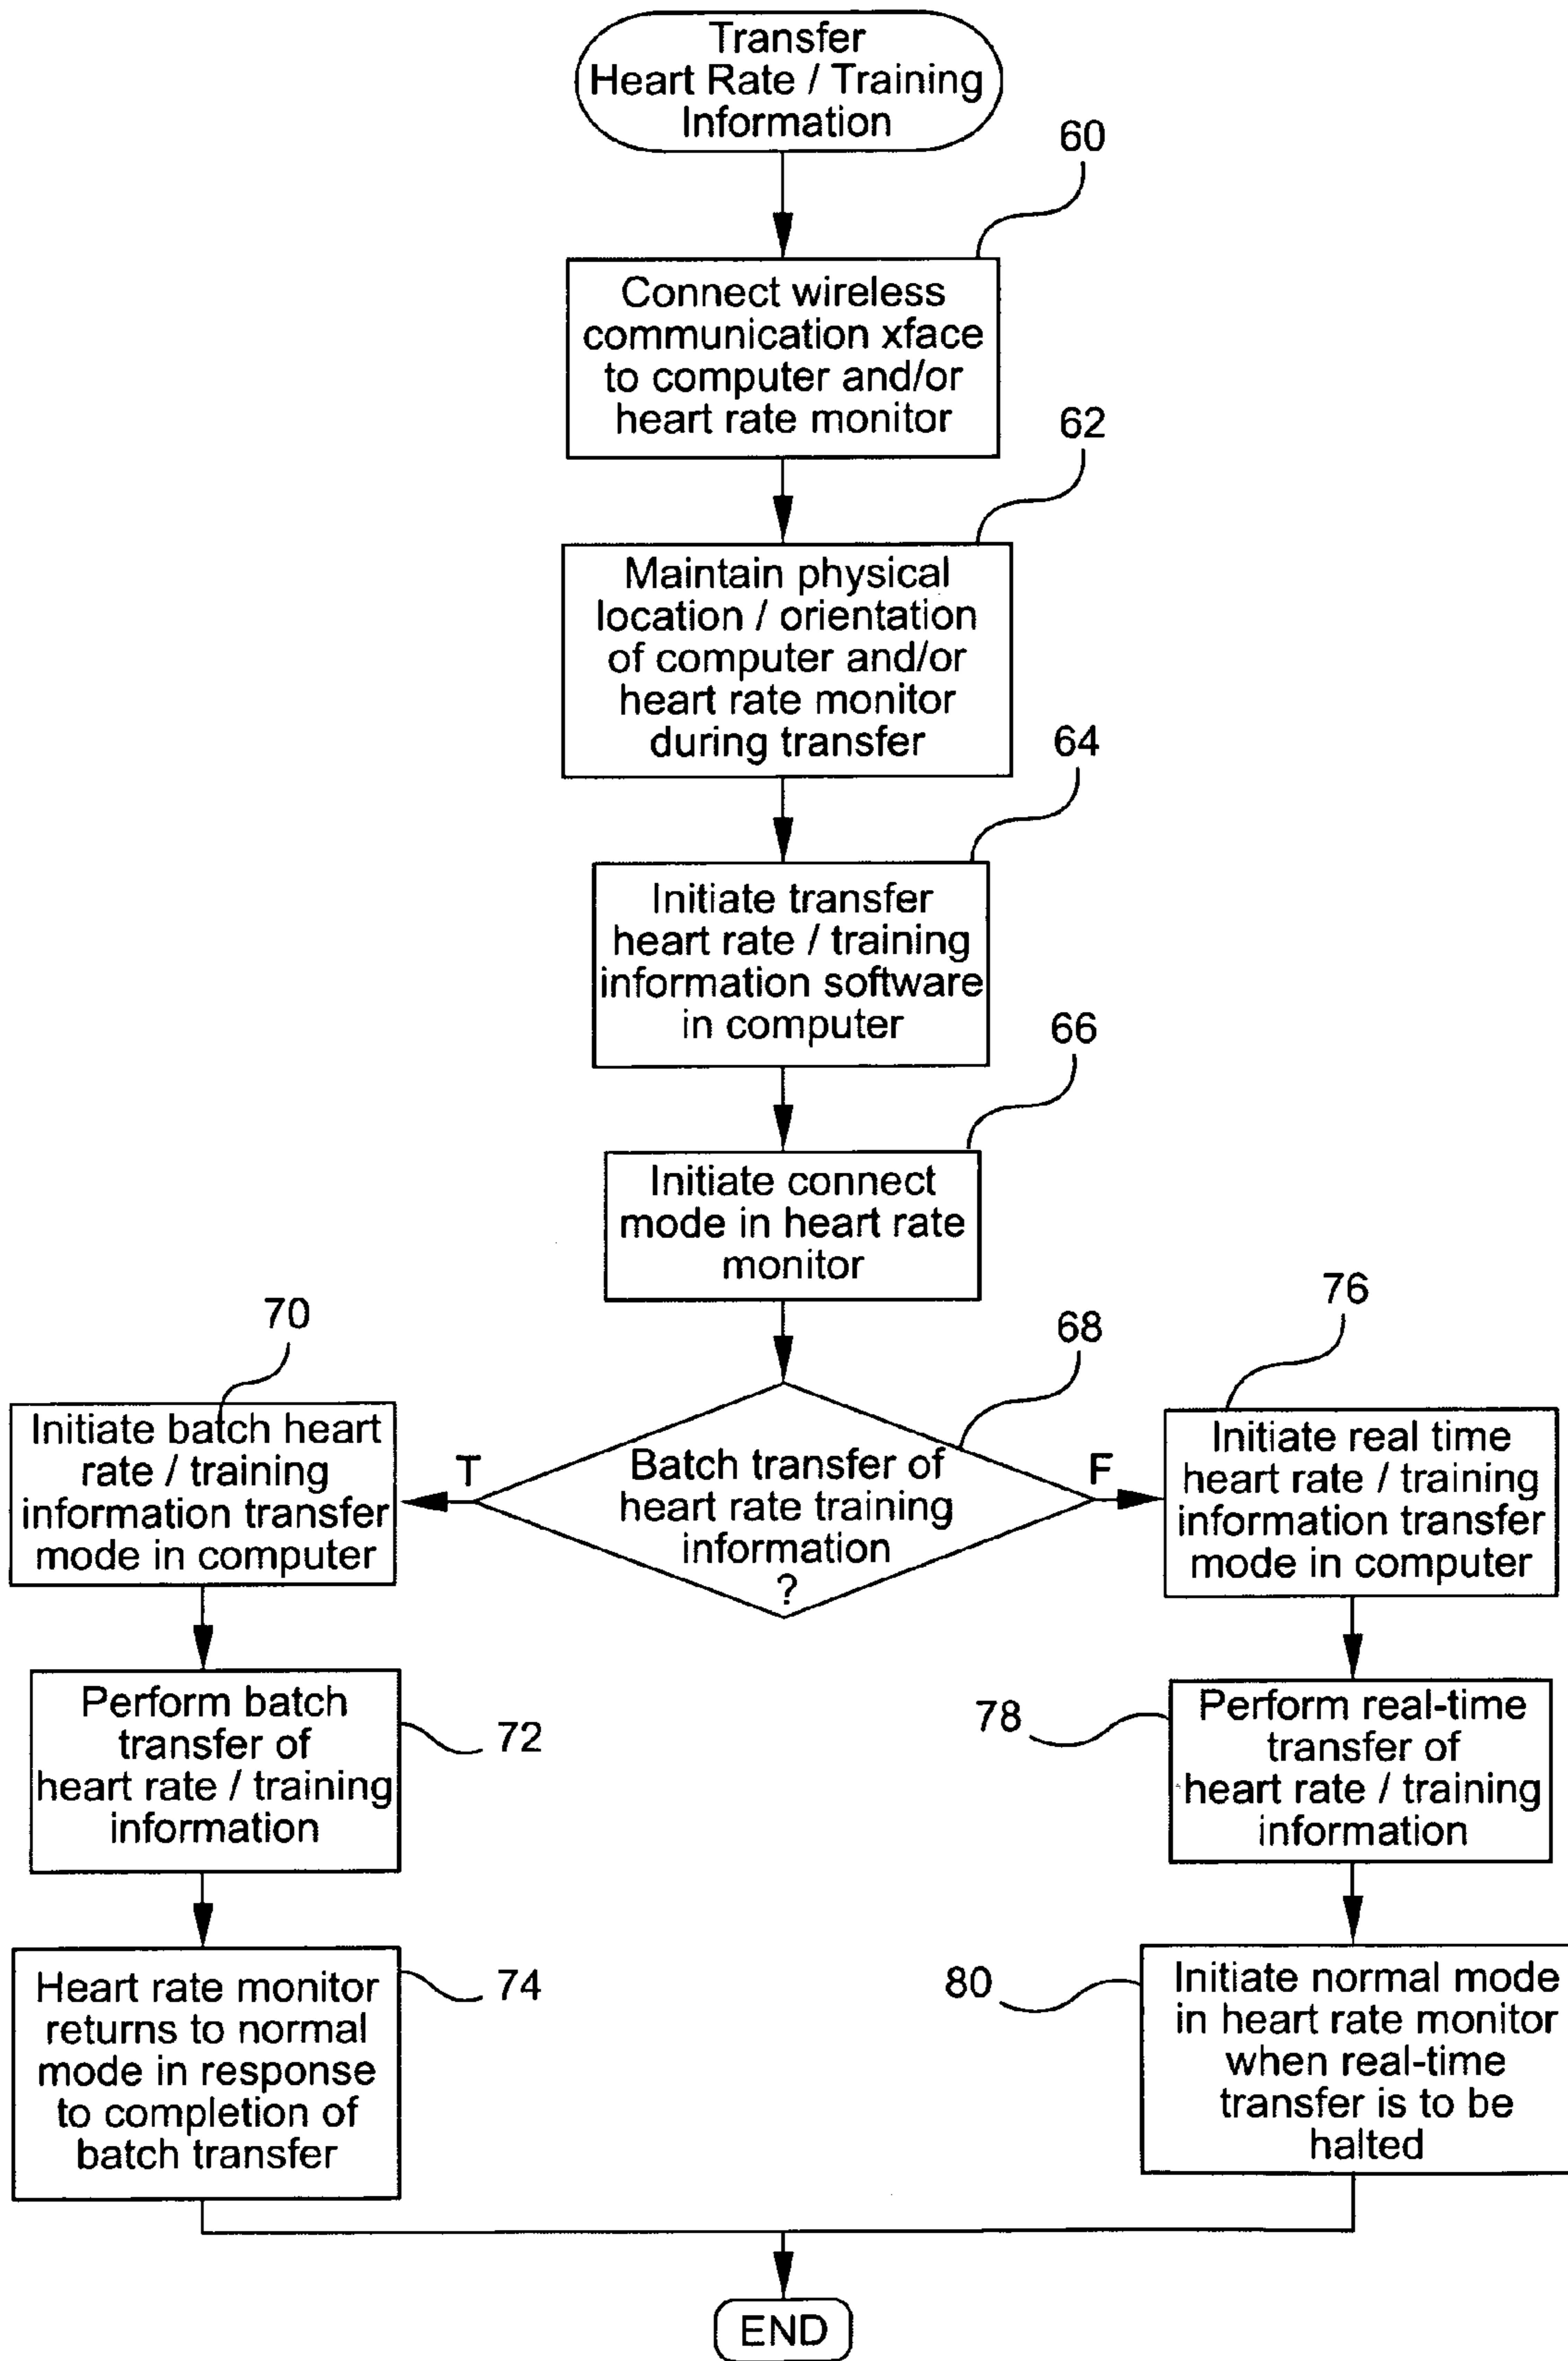 Transfer
Heart Rate / Training
Information
60
Connect wireless
communication xface
to computer and/or
heart rate monitor
62
Maintain physical
location / orientation
of computer and/or
heart rate monitor
during transfer
64
Initiate transfer
heart rate / training
information software
in computer
66
Initiate connect
mode in heart rate
monitor
68
Batch transfer of
heart rate training
information
?
T
F
70
Initiate batch heart
rate / training
information transfer
mode in computer
72
Perform batch
transfer of
heart rate / training
information
74
Heart rate monitor
returns to normal
mode in response
to completion of
batch transfer
76
Initiate real time
heart rate / training
information transfer
mode in computer
78
Perform real-time
transfer of
heart rate / training
information
80
Initiate normal mode
in heart rate monitor
when real-time
transfer is to be
halted
END